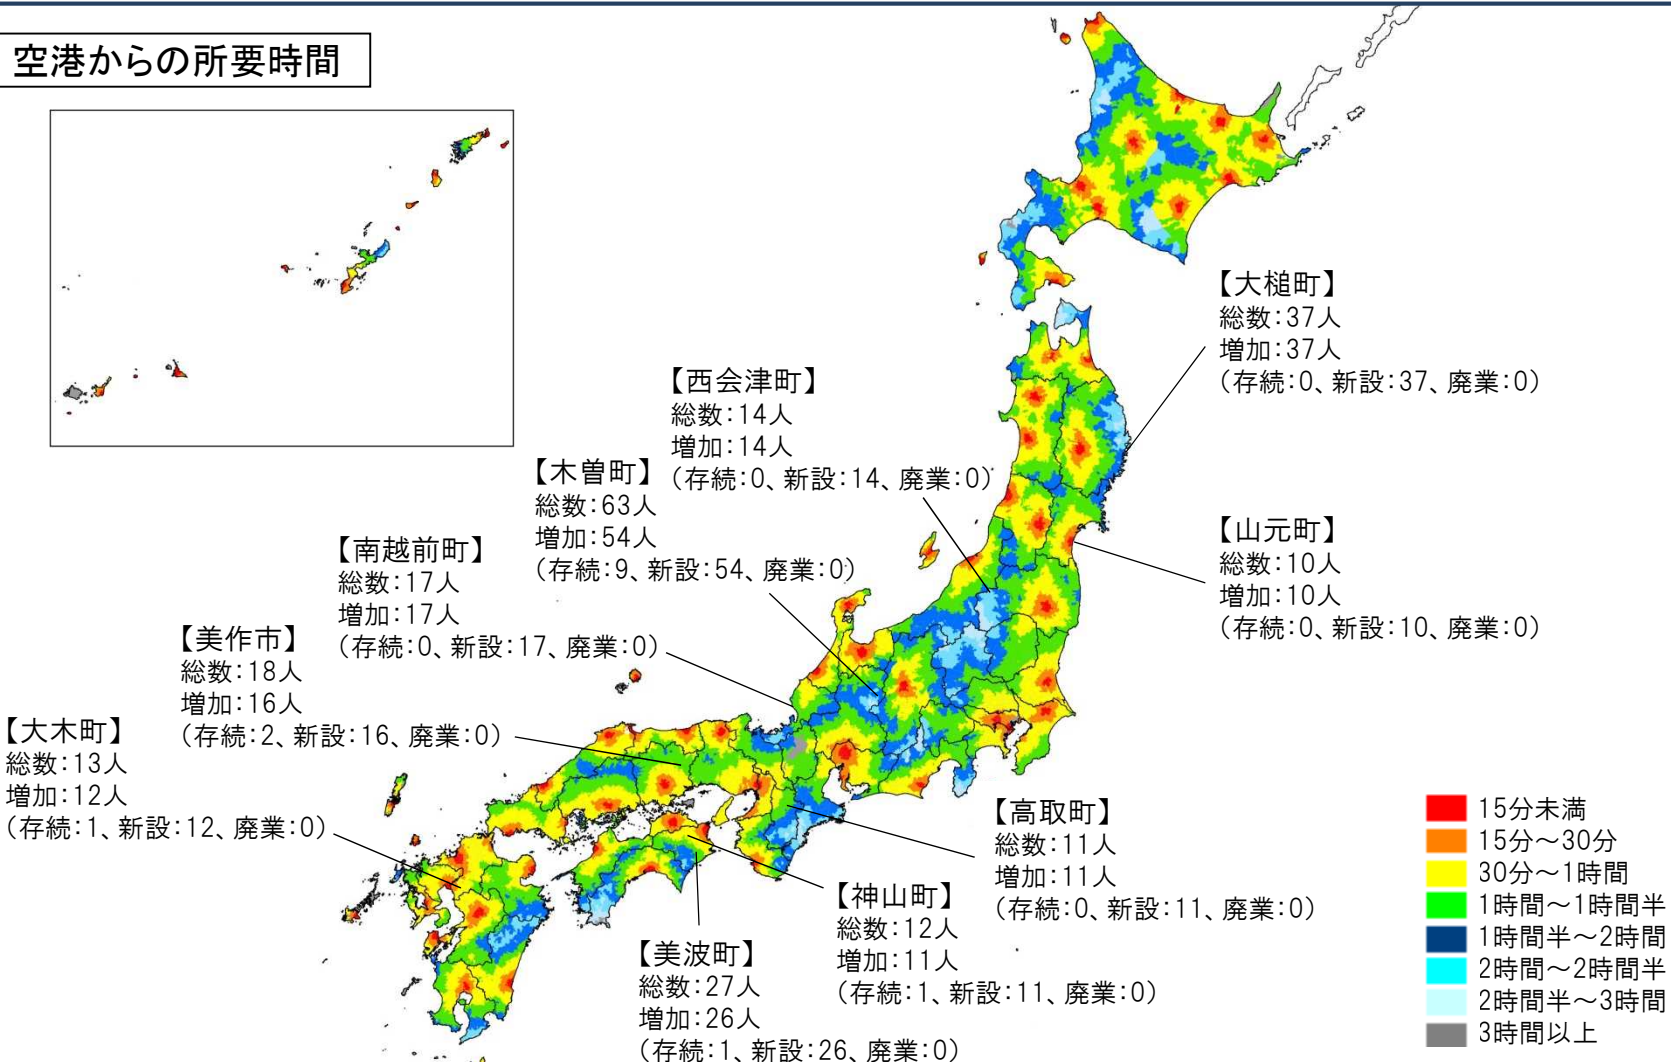 空港からの所要時間
【大槌町】
総数:37人
増加:37人
(存続:0、新設:37、廃業:0)
【西会津町】
総数:14人
増加:14人
(存続:0、新設:14、廃業:0)
【木曽町】
総数:63人
増加:54人
(存続:9、新設:54、廃業:0)
【山元町】
総数:10人
増加:10人
(存続:0、新設:10、廃業:0)
【南越前町】
総数:17人
増加:17人
(存続:0、新設:17、廃業:0)
【美作市】
総数:18人
増加:16人
(存続:2、新設:16、廃業:0)
【大木町】
総数:13人
増加:12人
(存続:1、新設:12、廃業:0)
【高取町】
総数:11人
増加:11人
(存続:0、新設:11、廃業:0)
【神山町】
総数:12人
増加:11人
(存続:1、新設:11、廃業:0)
【美波町】
総数:27人
増加:26人
(存続:1、新設:26、廃業:0)
15分未満
15分~30分
30分~1時間
1時間~1時間半
1時間半~2時間
2時間~2時間半
2時間半~3時間
3時間以上